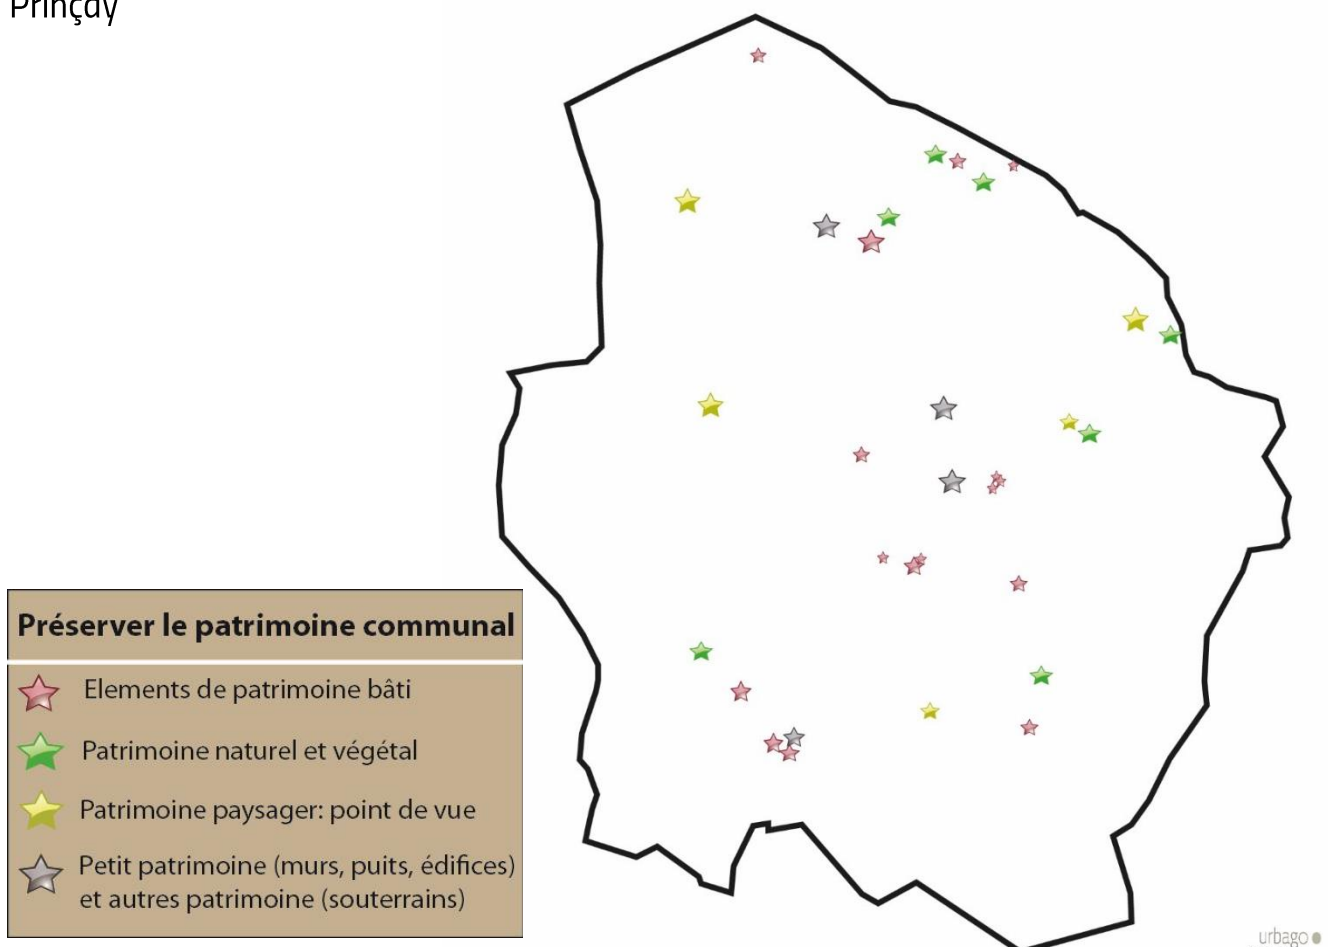 Prinçay
Préserver le patrimoine communal
Elements de patrimoine bâti
Patrimoine naturel et végétal
Patrimoine paysager: point de vue
Petit patrimoine (murs, puits, édifices)
et autres patrimoine (souterrains)
urbago